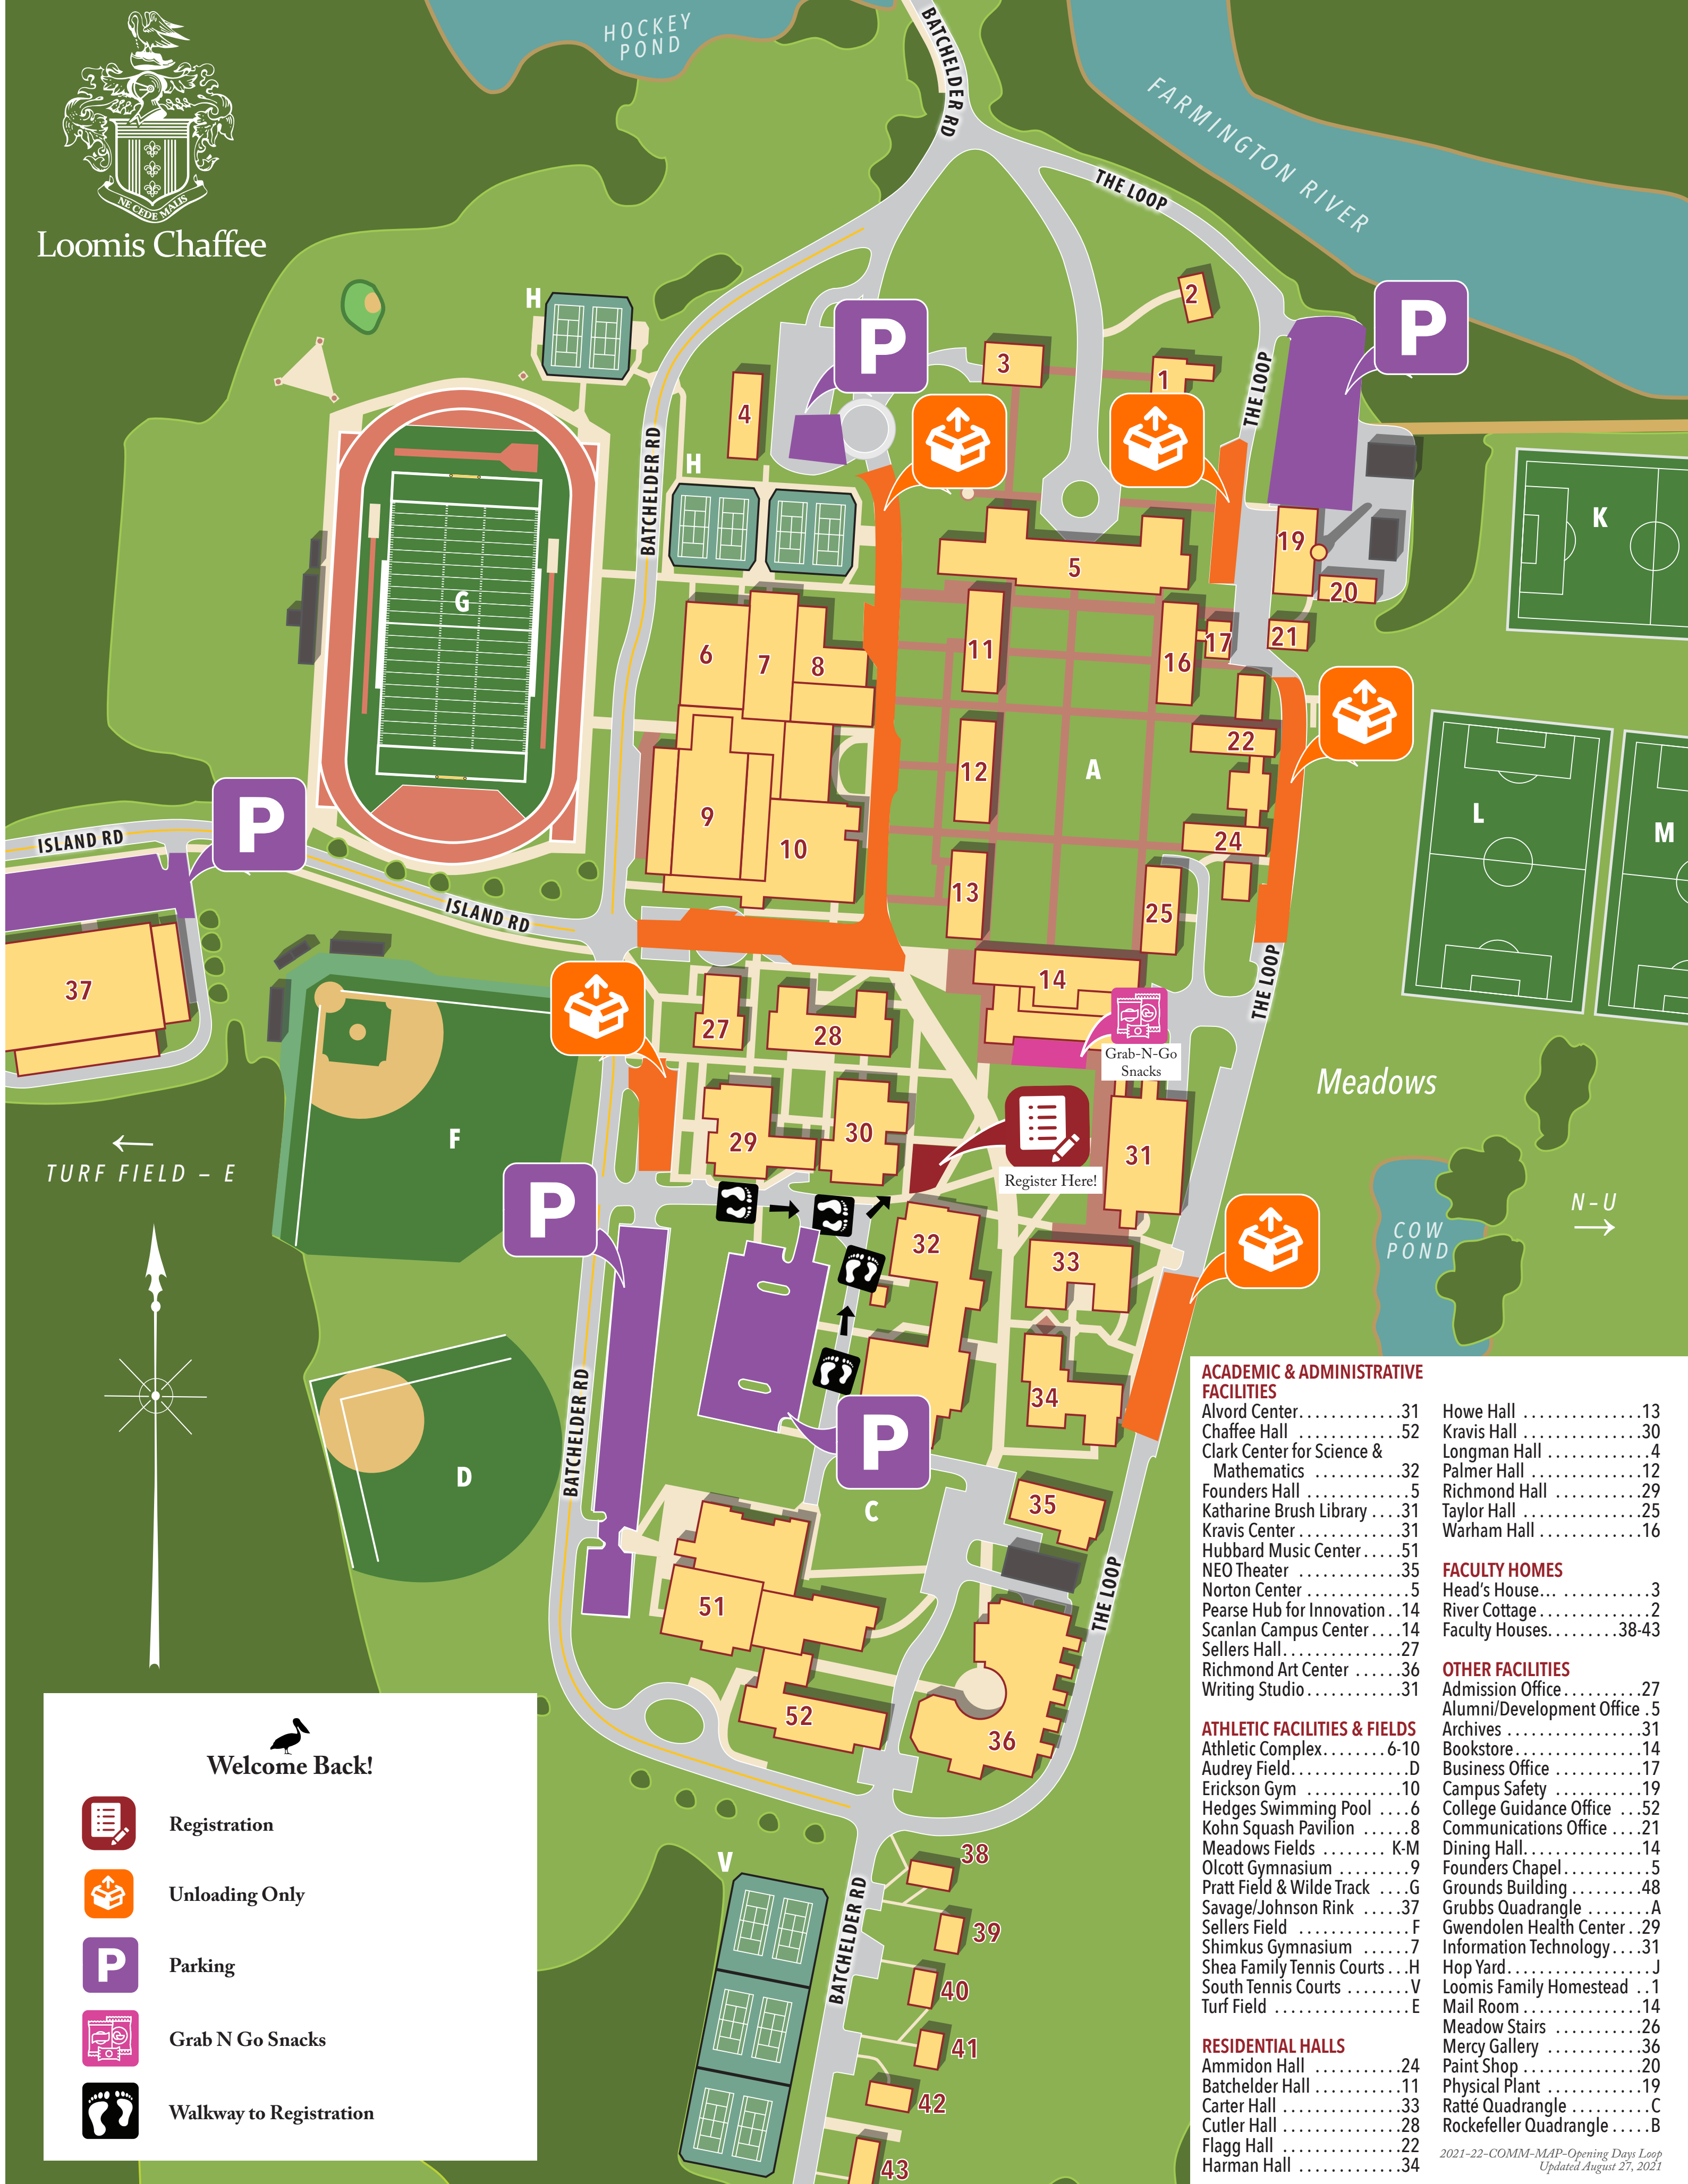 HOCKEY
POND
BATCHELDER RD
FARMINGTON RIVER
THE LOOP
NE CEDE MALIS
Loomis Chaffee
H
2
P
P
3
1
THE LOOP
4
H
BATCHELDER RD
K
19
5
G
20
17
21
11
6
7
8
16
22
12
A
9
L
P
24
M
ISLAND RD
10
13
25
ISLAND RD
14
THE LOOP
37
27
28
Grab-N-Go
Snacks
Meadows
29
30
31
F
TURF FIELD – E
Register Here!
P
N – U
COW
POND
32
33
34
BATCHELDER RD
P
D
C
35
THE LOOP
51
52
36
V
38
BATCHELDER RD
39
40
41
42
43
Welcome Back!
Registration
Unloading Only
P
Parking
Grab N Go Snacks
Walkway to Registration
ACADEMIC & ADMINISTRATIVE
FACILITIES
Alvord Center.............31
Chaffee Hall .............52
Clark Center for Science &
Mathematics ...........32
Founders Hall .............5
Katharine Brush Library ....31
Kravis Center .............31
Hubbard Music Center.....51
NEO Theater .............35
Norton Center .............5
Pearse Hub for Innovation..14
Scanlan Campus Center....14
Sellers Hall...............27
Richmond Art Center ......36
Writing Studio............31
ATHLETIC FACILITIES & FIELDS
Athletic Complex........6-10
Audrey Field...............D
Erickson Gym ............10
Hedges Swimming Pool ....6
Kohn Squash Pavilion ......8
Meadows Fields ........K-M
Olcott Gymnasium .........9
Pratt Field & Wilde Track ....G
Savage/Johnson Rink .....37
Sellers Field ..............F
Shimkus Gymnasium ......7
Shea Family Tennis Courts ...H
South Tennis Courts ........V
Turf Field .................E
RESIDENTIAL HALLS
Ammidon Hall ...........24
Batchelder Hall...........11
Carter Hall ...............33
Cutler Hall ...............28
Flagg Hall ...............22
Harman Hall .............34
Howe Hall ...............13
Kravis Hall ...............30
Longman Hall .............4
Palmer Hall ..............12
Richmond Hall ...........29
Taylor Hall ...............25
Warham Hall .............16
FACULTY HOMES
Head's House... ............3
River Cottage..............2
Faculty Houses.........38-43
OTHER FACILITIES
Admission Office..........27
Alumni/Development Office .5
Archives .................31
Bookstore................14
Business Office ...........17
Campus Safety ...........19
College Guidance Office ...52
Communications Office ....21
Dining Hall...............14
Founders Chapel...........5
Grounds Building .........48
Grubbs Quadrangle ........A
Gwendolen Health Center ..29
Information Technology....31
Hop Yard..................J
Loomis Family Homestead ..1
Mail Room ...............14
Meadow Stairs ...........26
Mercy Gallery ............36
Paint Shop ...............20
Physical Plant ............19
Ratté Quadrangle ..........C
Rockefeller Quadrangle.....B
2021-22-COMM-MAP-Opening Days Loop
Updated August 27, 2021